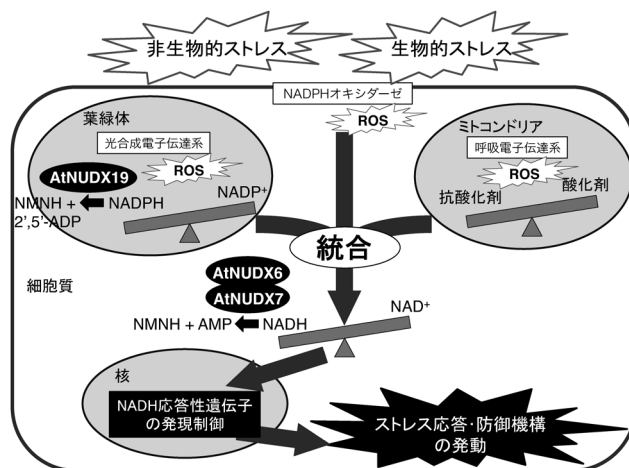 非生物的ストレス
生物的ストレス
NADPHオキシダーゼ
ROS
葉緑体
光合成電子伝達系
ROS
AtNUDX19
NMNH +
2',5'-ADP
NADPH
NADP+
ミトコンドリア
呼吸電子伝達系
ROS
抗酸化剤
酸化剤
統合
細胞質
AtNUDX6
AtNUDX7
NMNH + AMP
NADH
NAD+
核
NADH応答性遺伝子
の発現制御
ストレス応答・防御機構
の発動